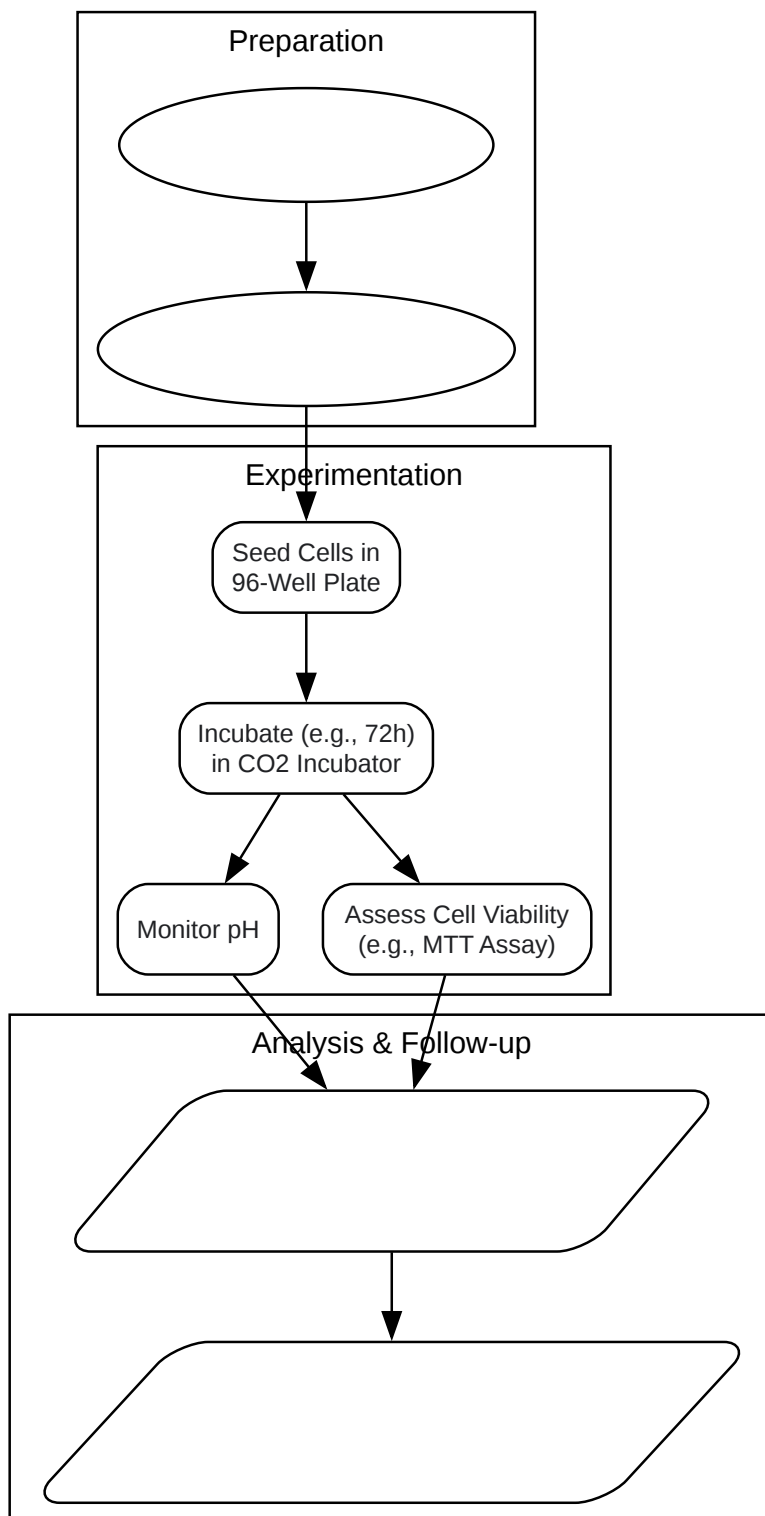 Preparation
Experimentation
Seed Cells in
96-Well Plate
Incubate (e.g., 72h)
in CO2 Incubator
Monitor pH
Assess Cell Viability
(e.g., MTT Assay)
Analysis & Follow-up